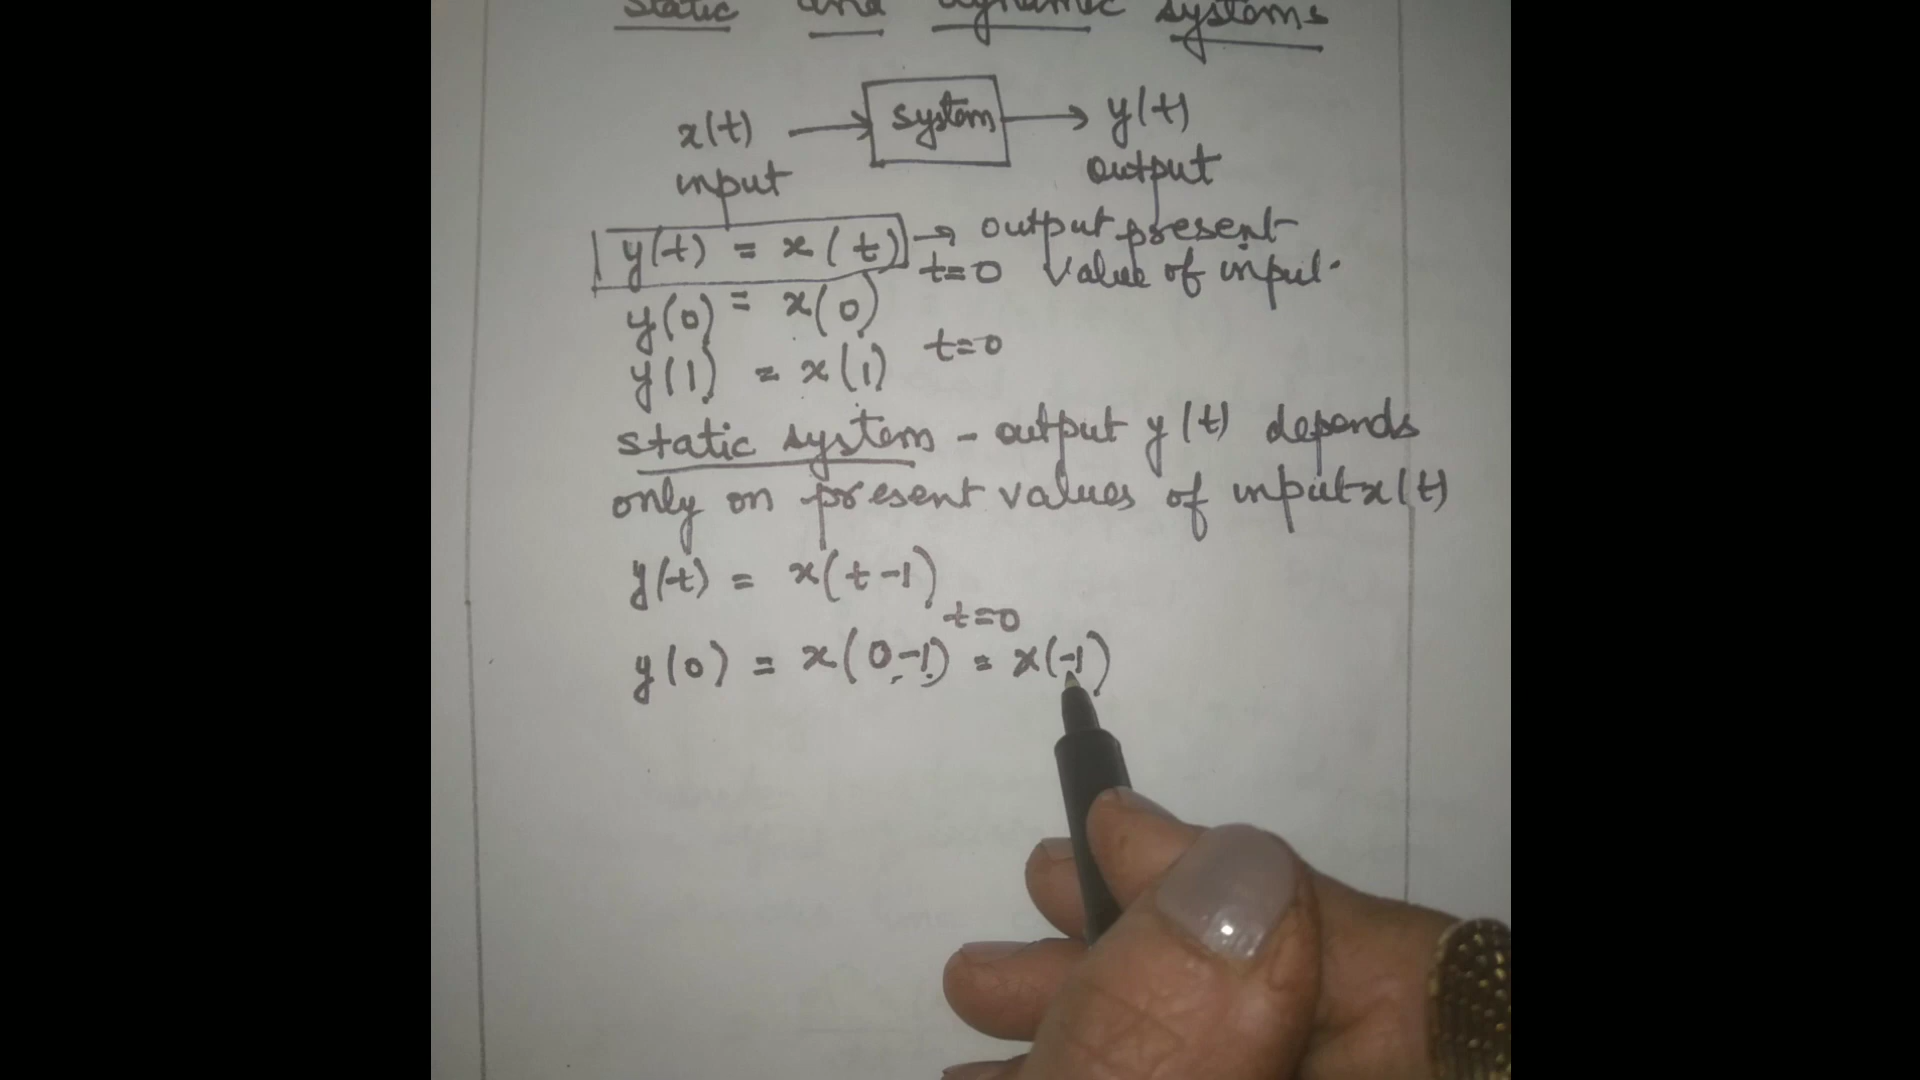 static and dynamic systems
x(t) → system → y(t)
input output
y(t) = x(t) → output present
t=0 value of input.
y(0) = x(0)
t=0
y(1) = x(1)
static system - output y(t) depends
only on present values of input x(t)
y(t) = x(t-1)
t=0
y(0) = x(0-1) = x(-1)